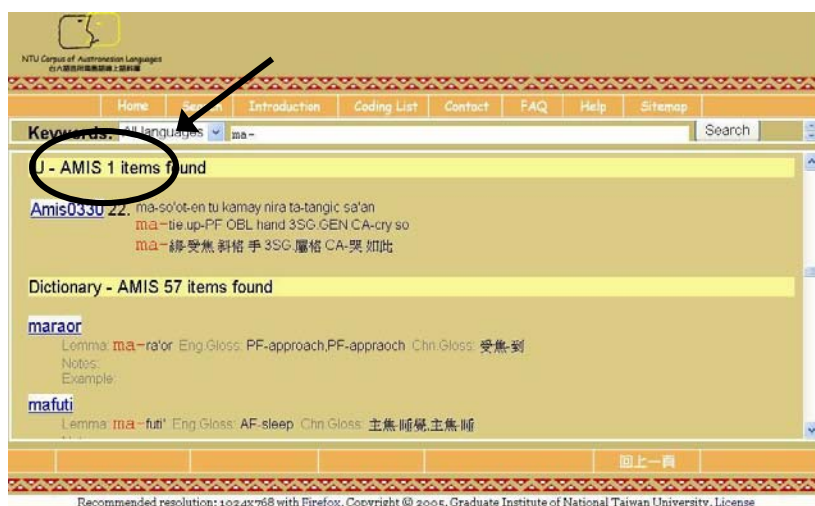 NTU Corpus of Austronesian Languages
Home Search Introduction Coding List Contact FAQ Help Sitemap
Keywords: All languages ma- Search
IU - AMIS 1 items found
Amis0330 22. ma-so'ot-en tu kamay nira ta-tangic sa'an
ma-tie.up-PF OBL hand 3SG.GEN CA-cry so
ma-綁-受焦 斜格 手 3SG.屬格 CA-哭 如此
Dictionary - AMIS 57 items found
maraor
Lemma: ma-ra'or Eng.Gloss: PF-approach,PF-appraoch Chn.Gloss: 受焦-到
Notes:
Example:
mafuti
Lemma: ma-futi' Eng.Gloss: AF-sleep Chn.Gloss: 主焦-睡覺,主焦-睡
回上一頁
Recommended resolution: 1024x768 with Firefox. Copyright © 2005. Graduate Institute of National Taiwan University. License